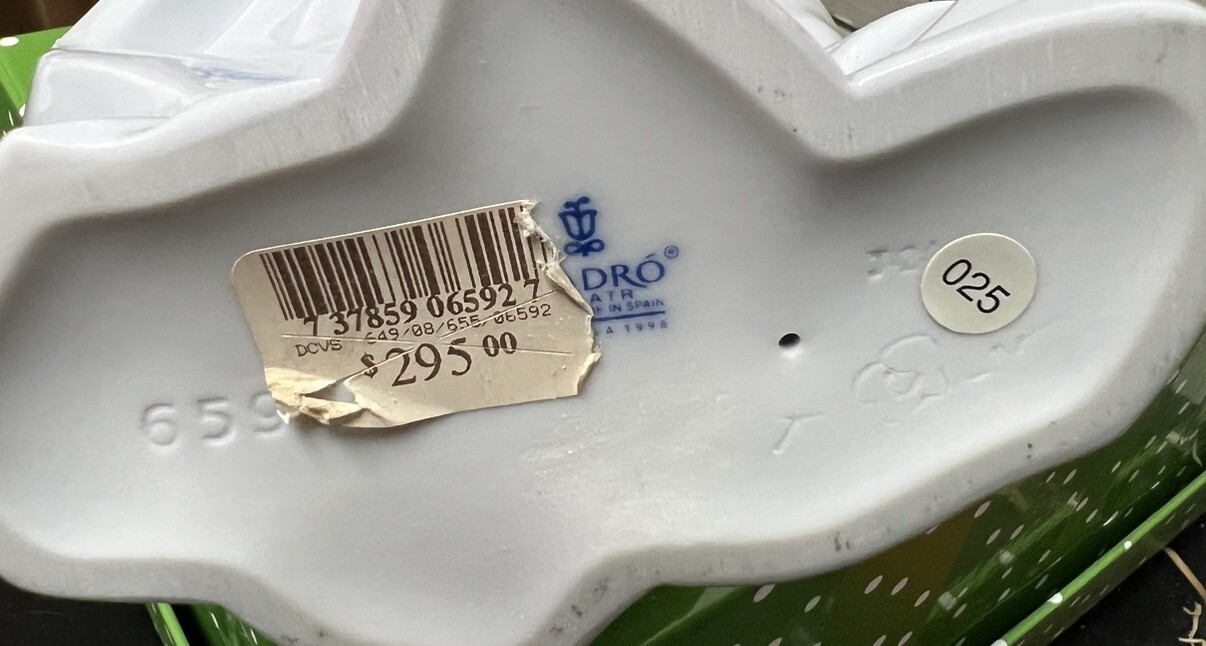 7 37859 06592 7
DCVS 649/08/655/06592
$295.00
DRÓ®
ATR
IN SPAIN
A 1998
025
659
T